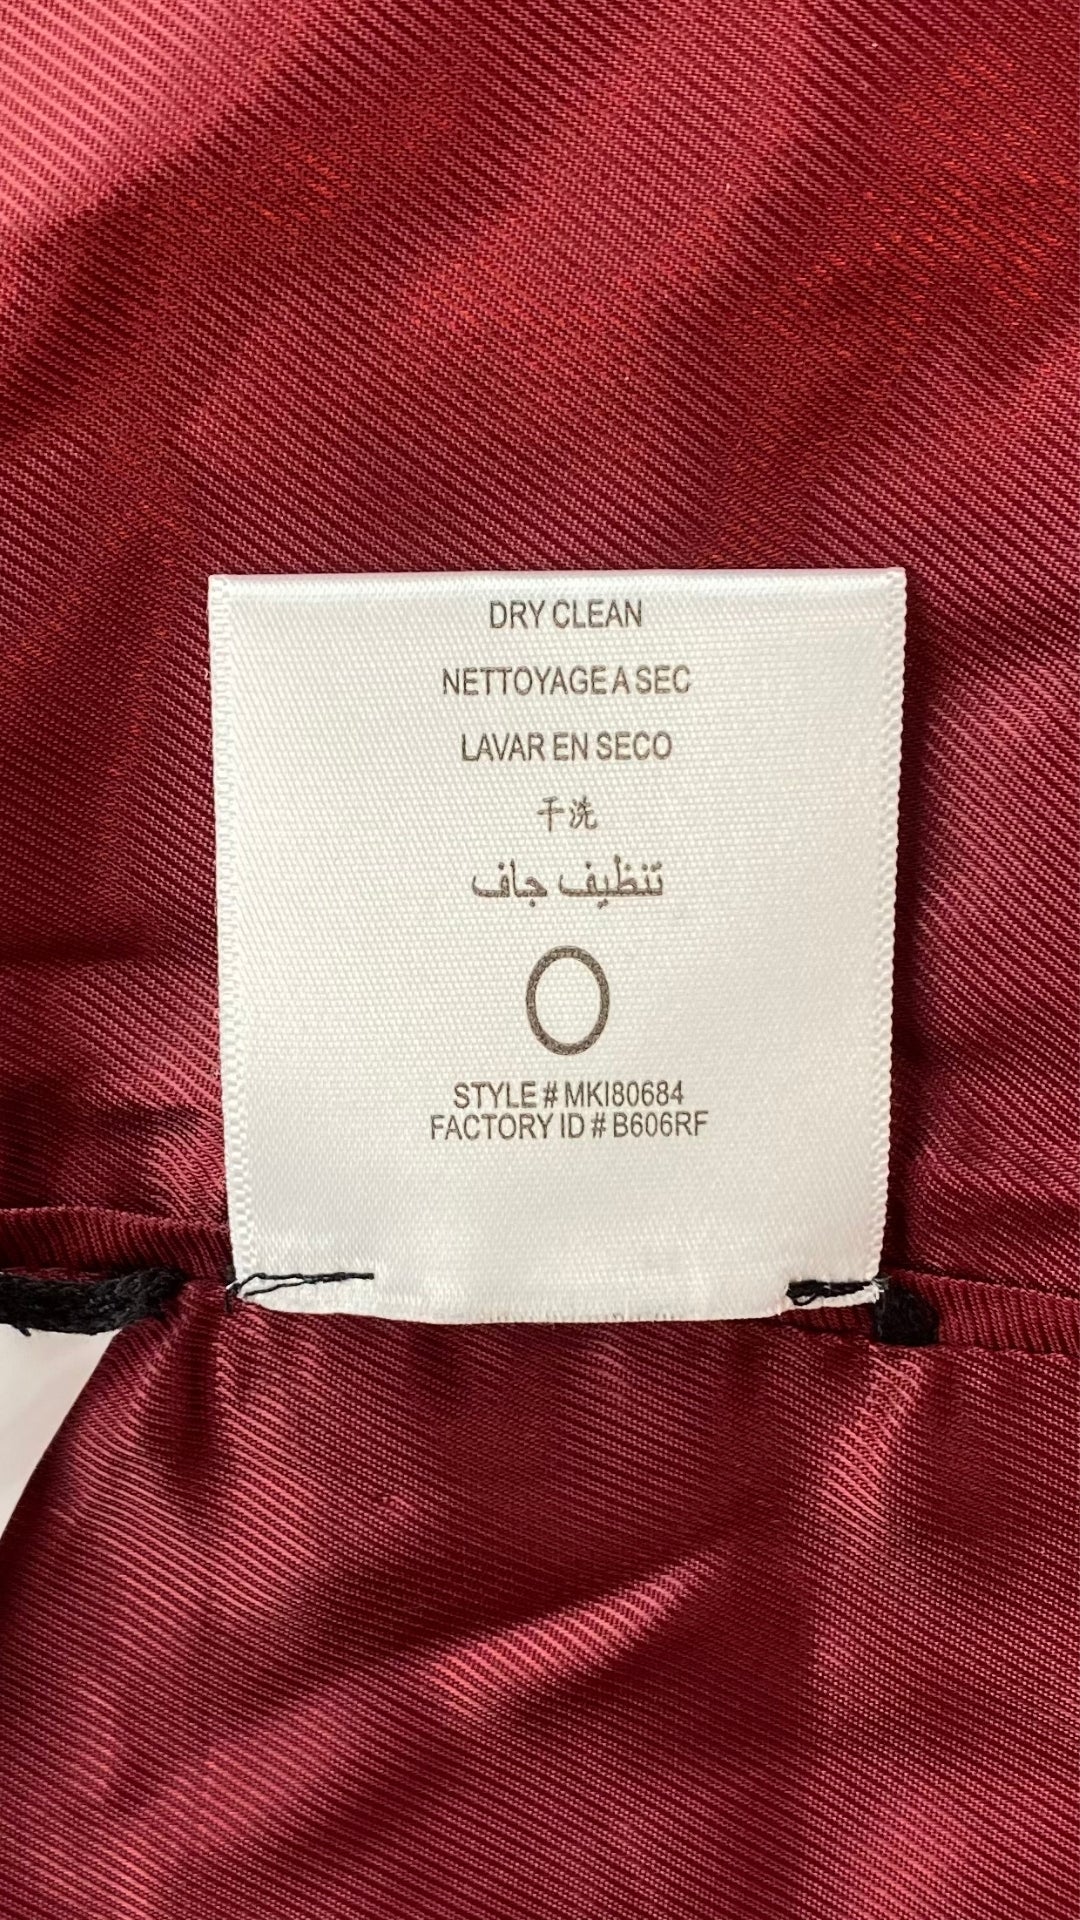 DRY CLEAN
NETTOYAGE A SEC
LAVAR EN SECO
干洗
تنظيف جاف
STYLE # MKI80684
FACTORY ID # B606RF